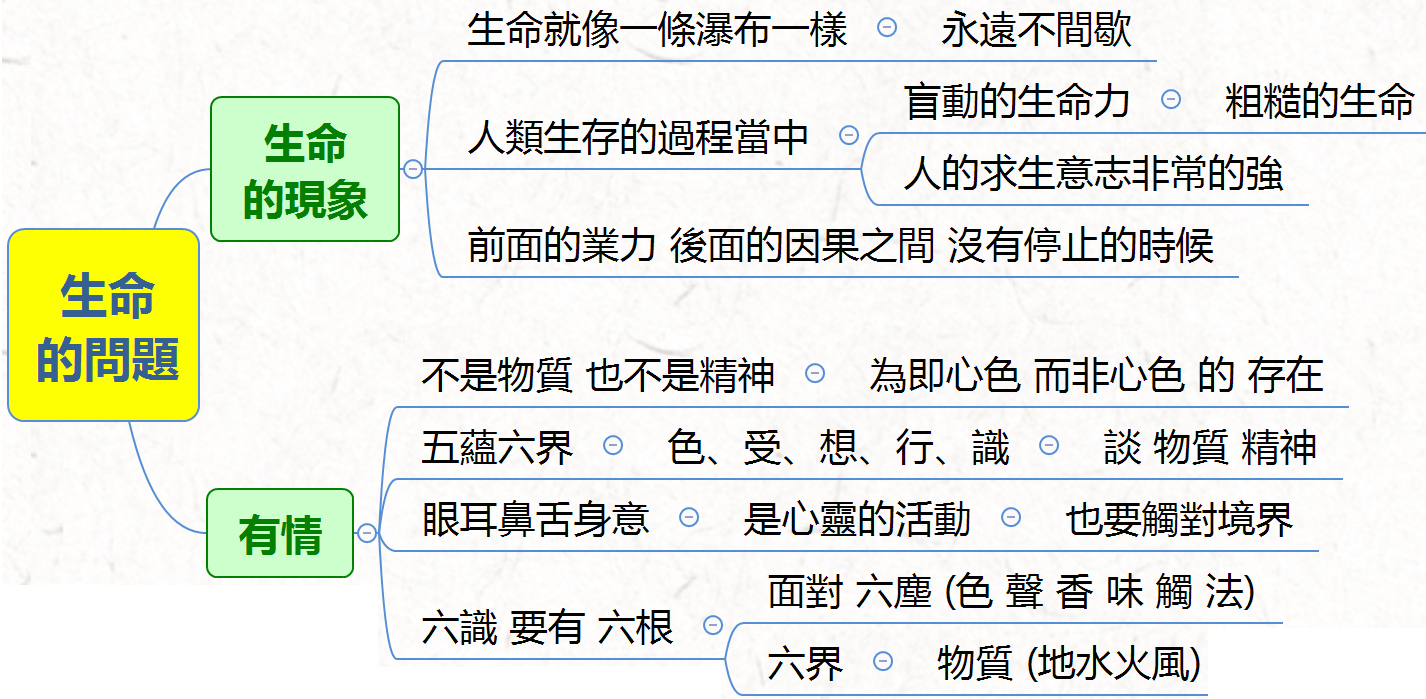 生命
的問題
生命
的現象
生命就像一條瀑布一樣 永遠不間歇
人類生存的過程當中
盲動的生命力 粗糙的生命
人的求生意志非常的強
前面的業力 後面的因果之間 沒有停止的時候
有情
不是物質 也不是精神 為即心色 而非心色 的 存在
五蘊六界 色、受、想、行、識 談 物質 精神
眼耳鼻舌身意 是心靈的活動 也要觸對境界
六識 要有 六根
面對 六塵 (色 聲 香 味 觸 法)
六界 物質 (地水火風)